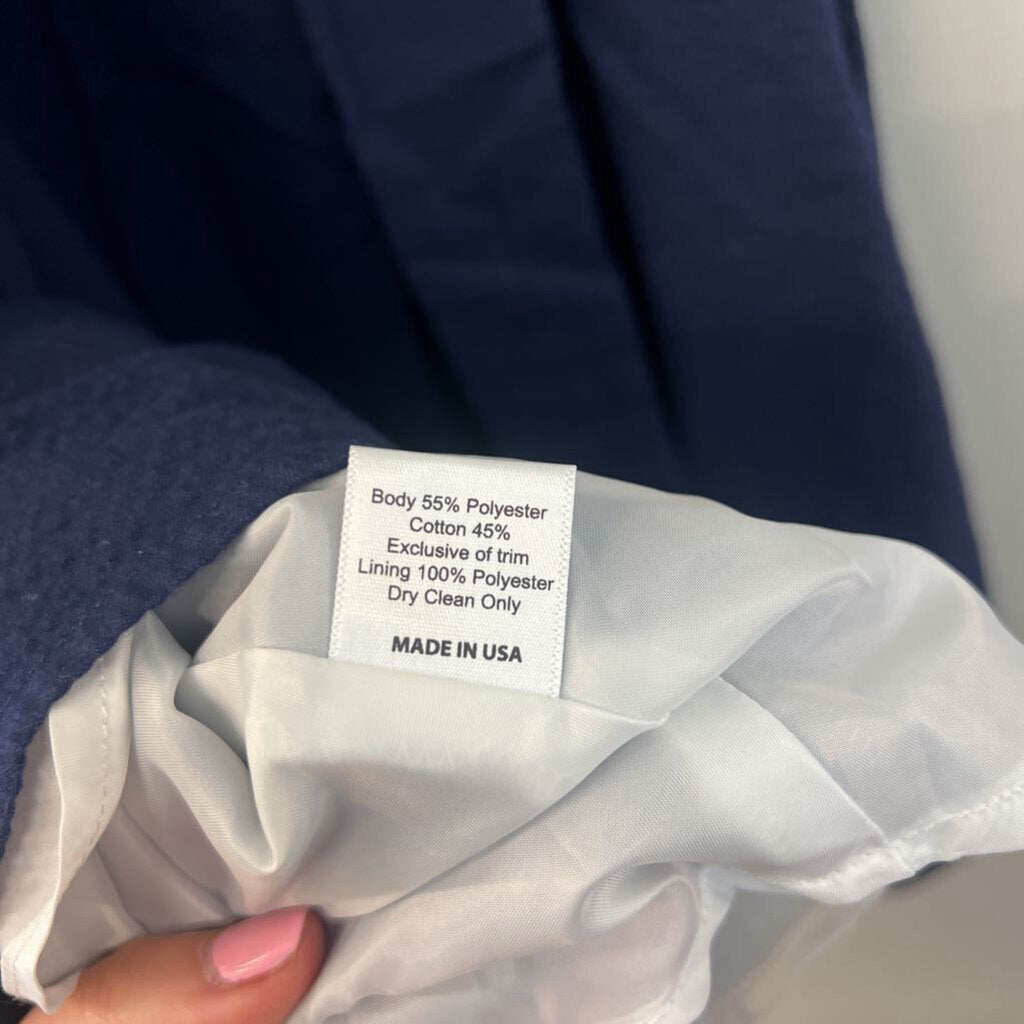 Body 55% Polyester
Cotton 45%
Exclusive of trim
Lining 100% Polyester
Dry Clean Only
MADE IN USA